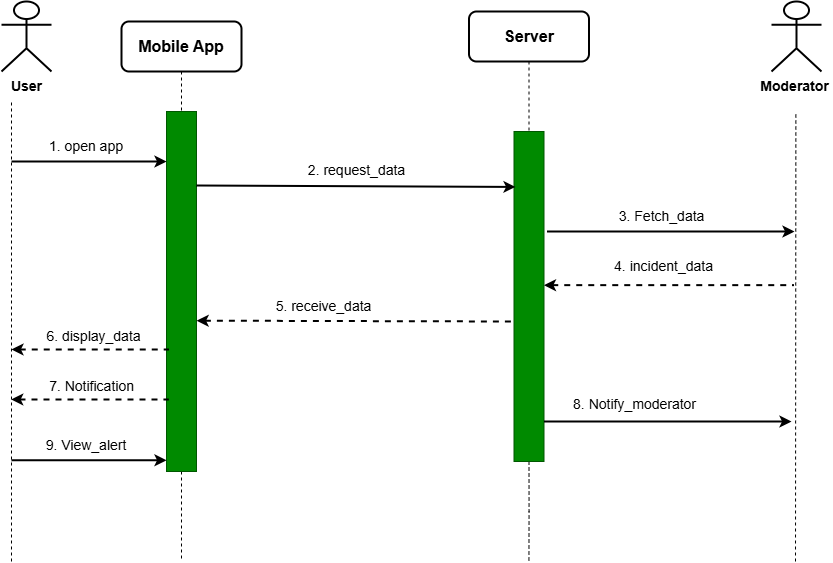 Mobile App
Server
User
Moderator
1. open app
2. request_data
3. Fetch_data
4. incident_data
5. receive_data
6. display_data
7. Notification
8. Notify_moderator
9. View_alert